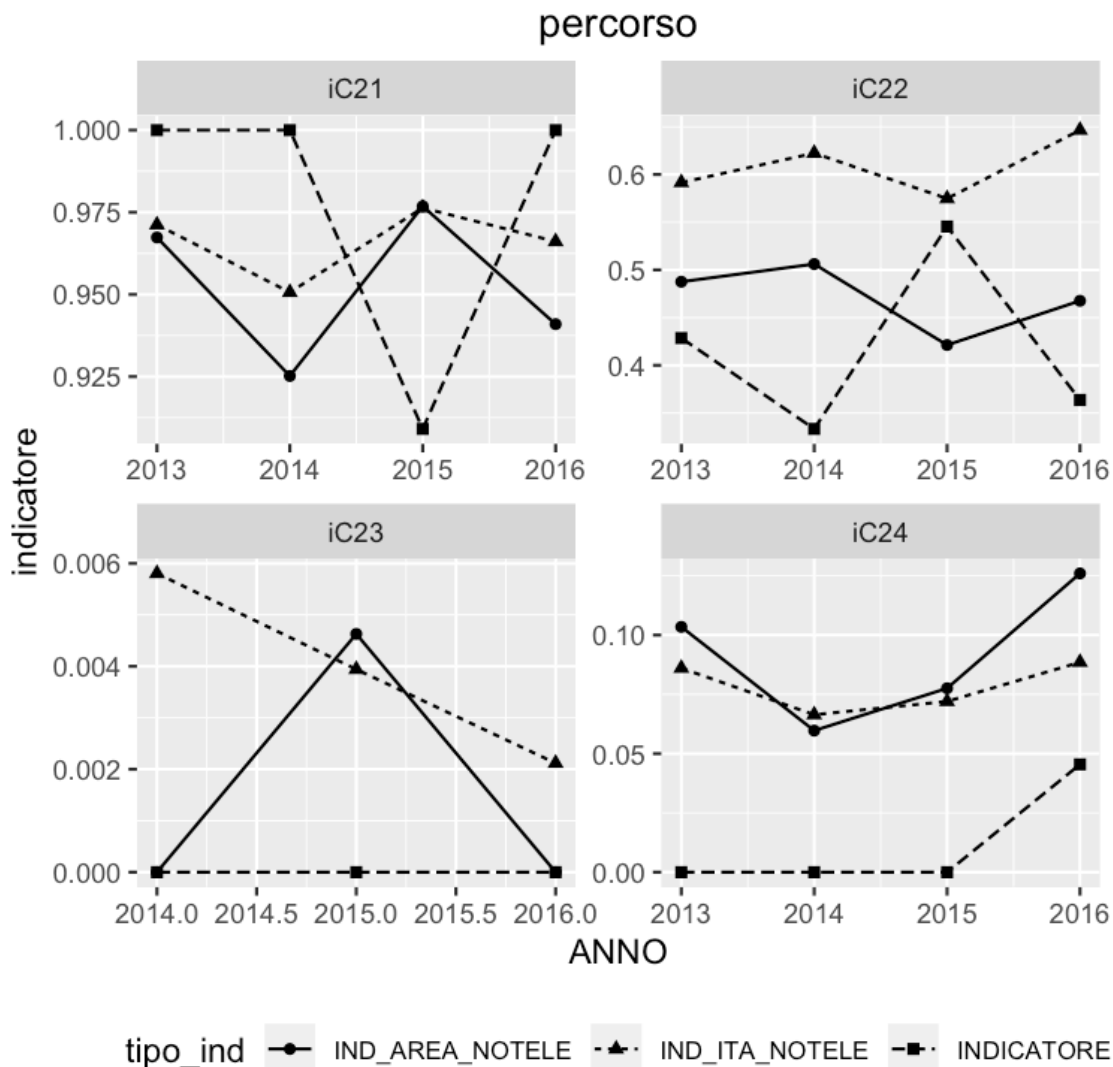 percorso
iC21
iC22
1.000
0.975
0.950
0.925
0.6
0.5
0.4
2013 2014 2015 2016
2013 2014 2015 2016
indicatore
iC23
iC24
0.006
0.004
0.002
0.000
0.10
0.05
0.00
2014.0 2014.5 2015.0 2015.5 2016.0
2013 2014 2015 2016
ANNO
tipo_ind IND_AREA_NOTELE IND_ITA_NOTELE INDICATORE